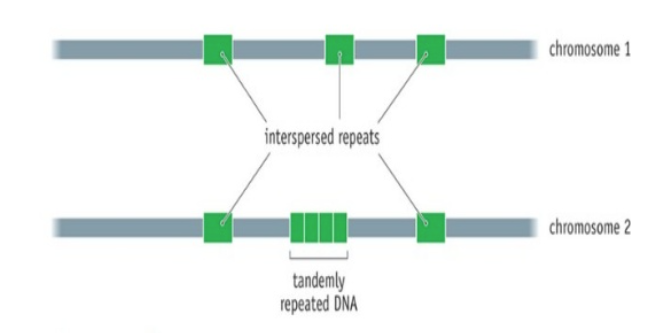 chromosome 1
interspersed repeats
chromosome 2
tandemly
repeated DNA